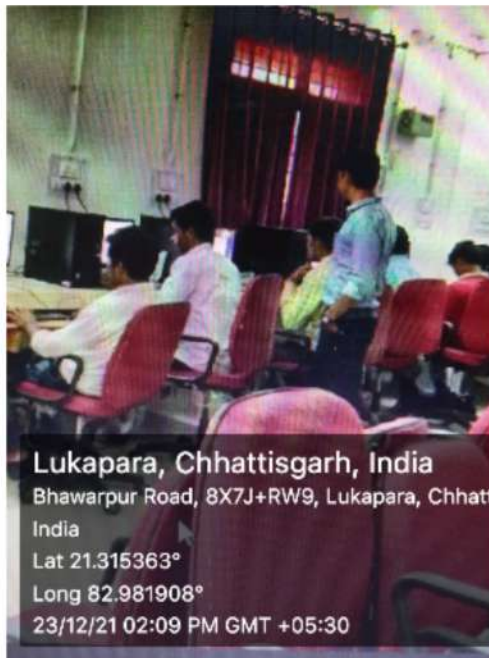 Lukapara, Chhattisgarh, India
Bhawarpur Road, 8X7J+RW9, Lukapara, Chhatt
India
Lat 21.315363°
Long 82.981908°
23/12/21 02:09 PM GMT +05:30